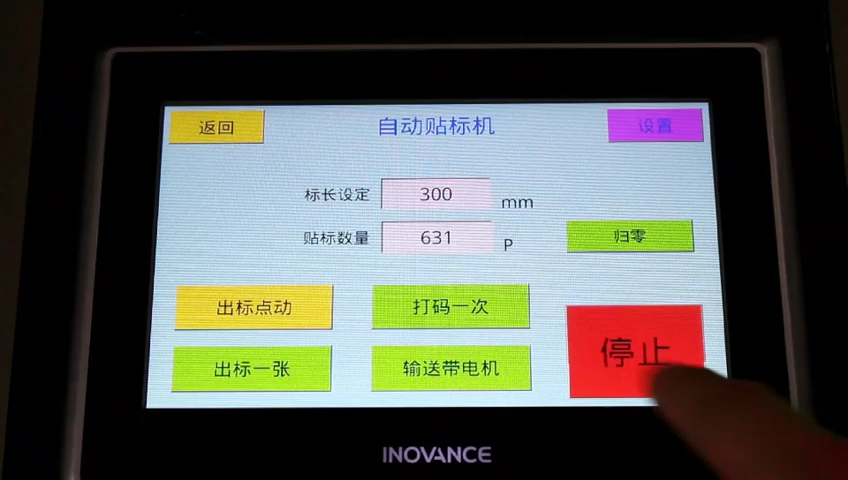 返回
自动贴标机
设置
标长设定 300 mm
贴标数量 631 P
归零
出标点动
打码一次
停止
出标一张
输送带电机
INOVANCE